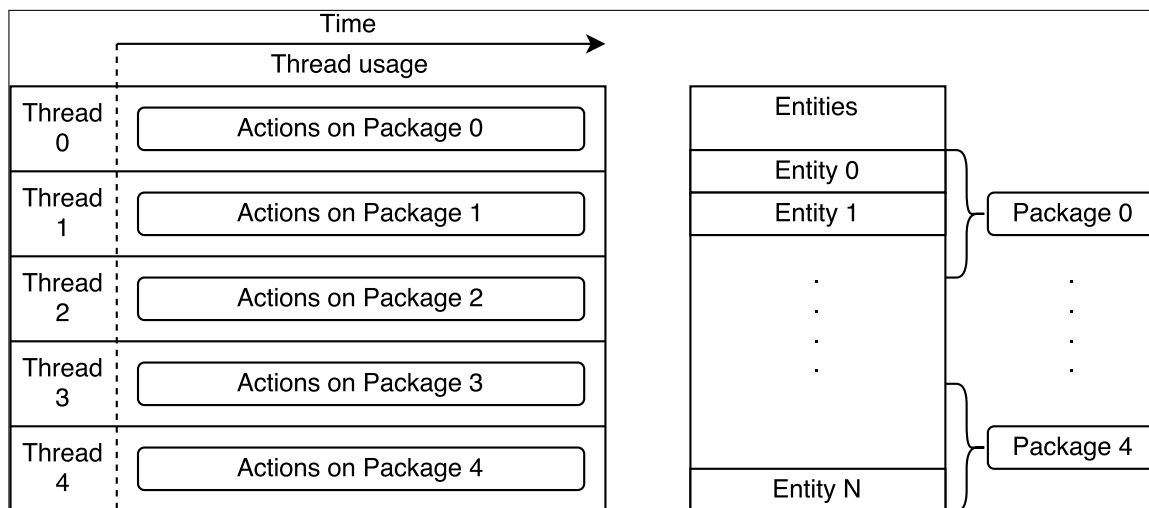 Time
Thread usage
Thread
0
Actions on Package 0
Thread
1
Actions on Package 1
Thread
2
Actions on Package 2
Thread
3
Actions on Package 3
Thread
4
Actions on Package 4
Entities
Entity 0
Entity 1
.
.
.
.
Entity N
Package 0
.
.
.
.
Package 4